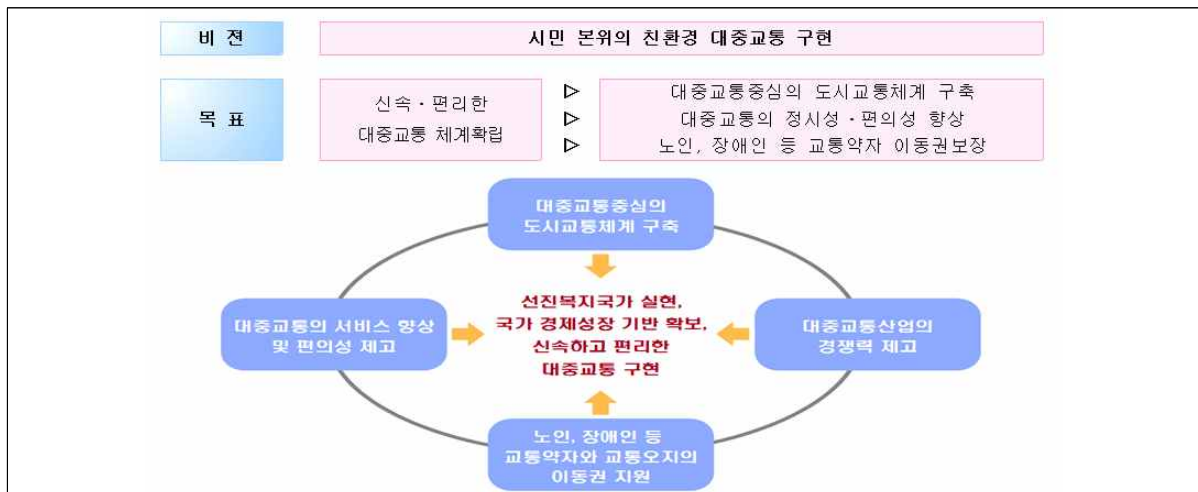 비 젼
시민 본위의 친환경 대중교통 구현
목 표
신속·편리한
대중교통 체계확립
▷ 대중교통중심의 도시교통체계 구축
▷ 대중교통의 정시성·편의성 향상
▷ 노인, 장애인 등 교통약자 이동권보장
대중교통중심의
도시교통체계 구축
대중교통의 서비스 향상
및 편의성 제고
선진복지국가 실현,
국가 경제성장 기반 확보,
신속하고 편리한
대중교통 구현
대중교통산업의
경쟁력 제고
노인, 장애인 등
교통약자와 교통오지의
이동권 지원